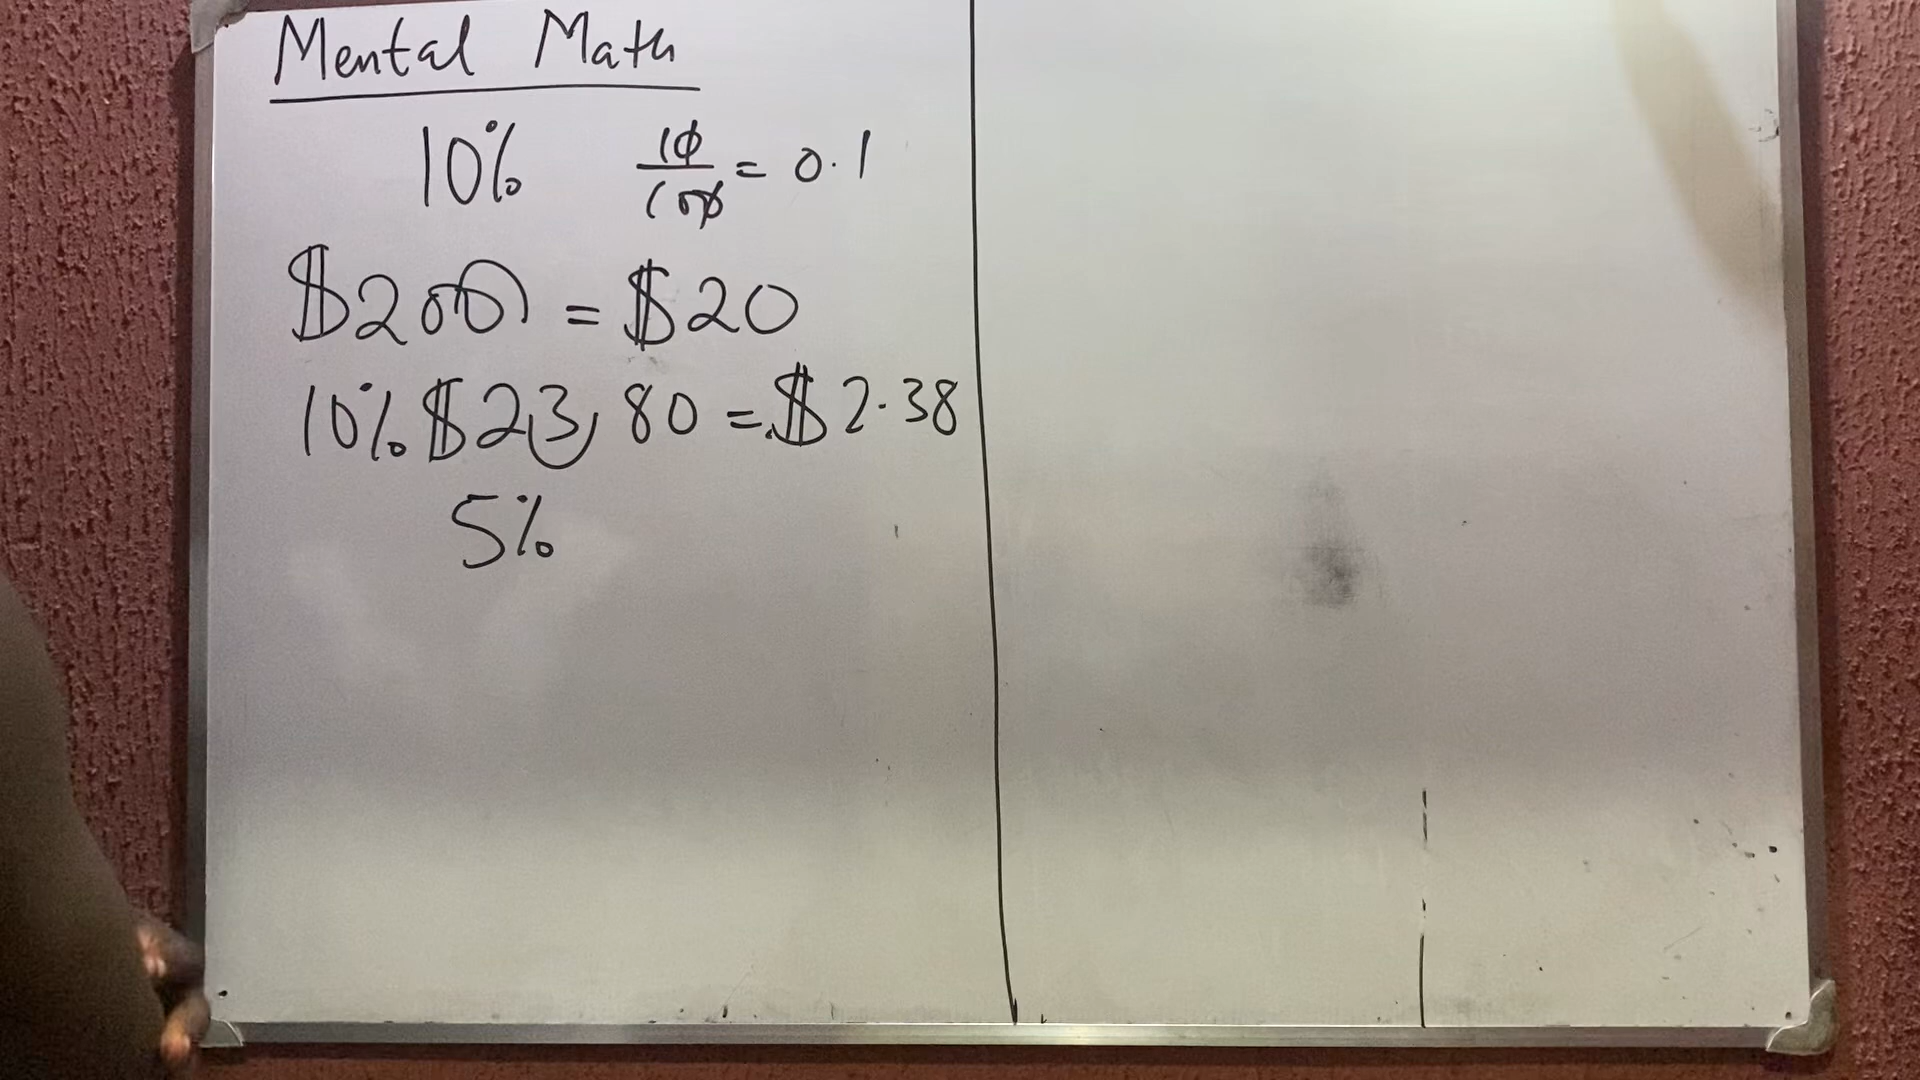 Mental Math
10% 10/100 = 0.1
$200 = $20
10% $23,80 = $2.38
5%